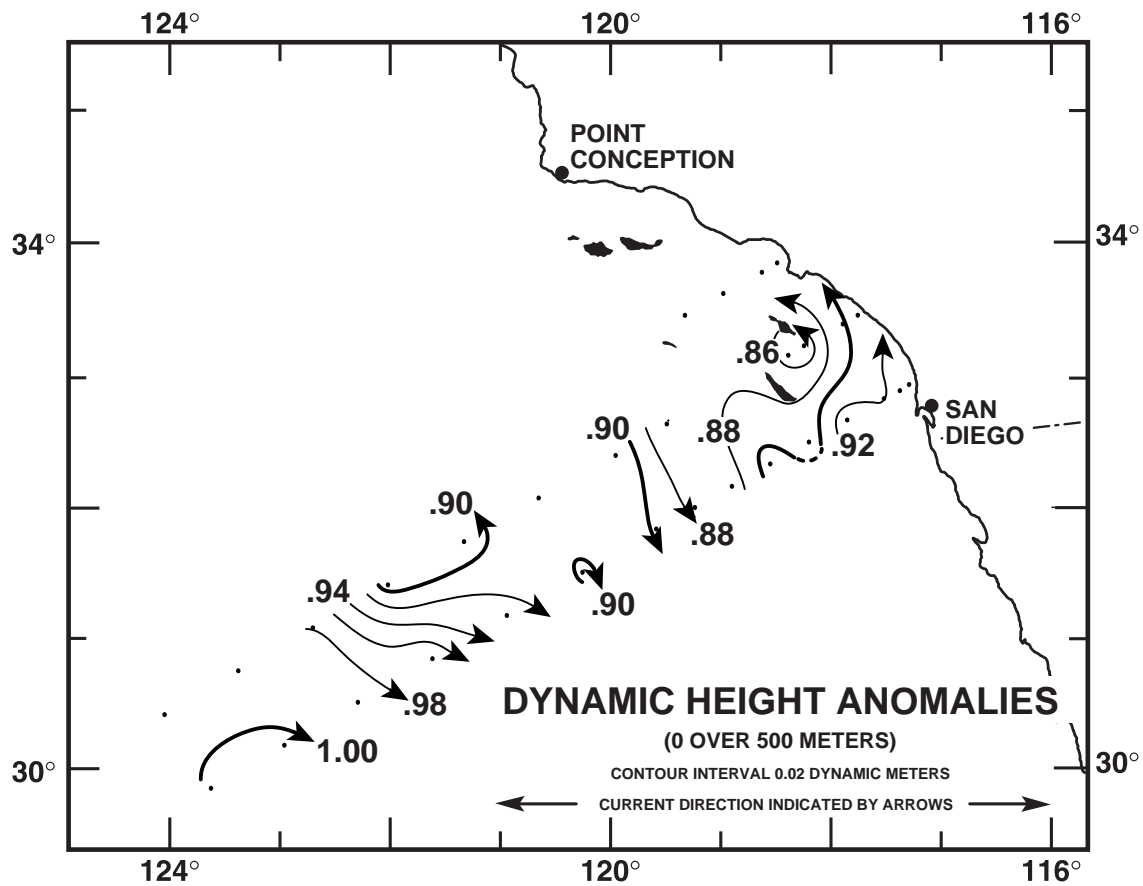 124° 120° 116°
POINT
CONCEPTION
34° 34°
.86
SAN
DIEGO
.90 .88 .92
.90 .88
.94 .90
.98
DYNAMIC HEIGHT ANOMALIES
(0 OVER 500 METERS)
1.00
30° 30°
CONTOUR INTERVAL 0.02 DYNAMIC METERS
CURRENT DIRECTION INDICATED BY ARROWS
124° 120° 116°